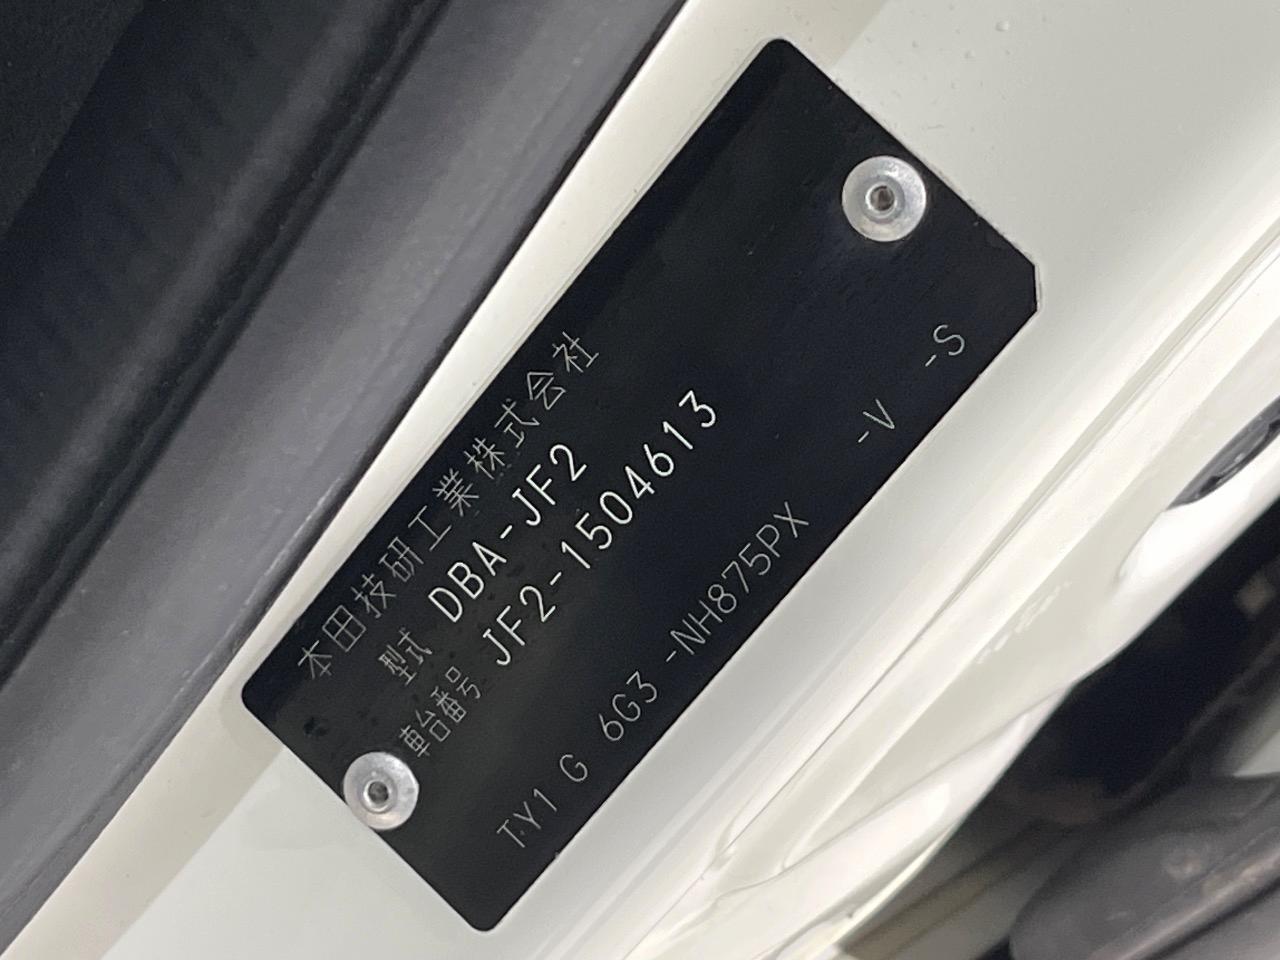 本田技研工業株式会社
型式 DBA-JF2
車台番号 JF2-1504613
TY1 G 6G3 -NH875PX -V -S